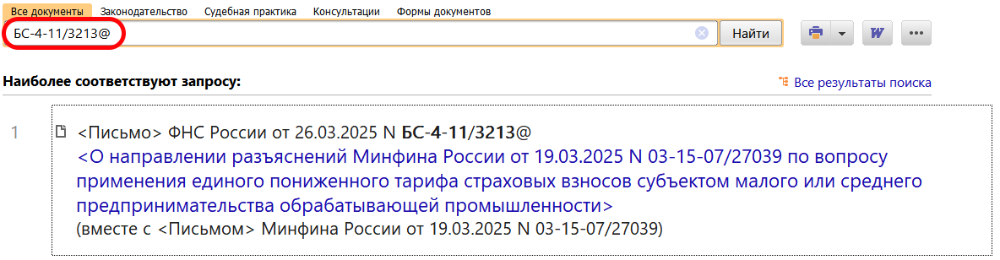 Все документы Законодательство Судебная практика Консультации Формы документов
БС-4-11/3213@ Найти W
Наиболее соответствуют запросу: Все результаты поиска
1 <Письмо> ФНС России от 26.03.2025 N БС-4-11/3213@
<О направлении разъяснений Минфина России от 19.03.2025 N 03-15-07/27039 по вопросу
применения единого пониженного тарифа страховых взносов субъектом малого или среднего
предпринимательства обрабатывающей промышленности>
(вместе с <Письмом> Минфина России от 19.03.2025 N 03-15-07/27039)